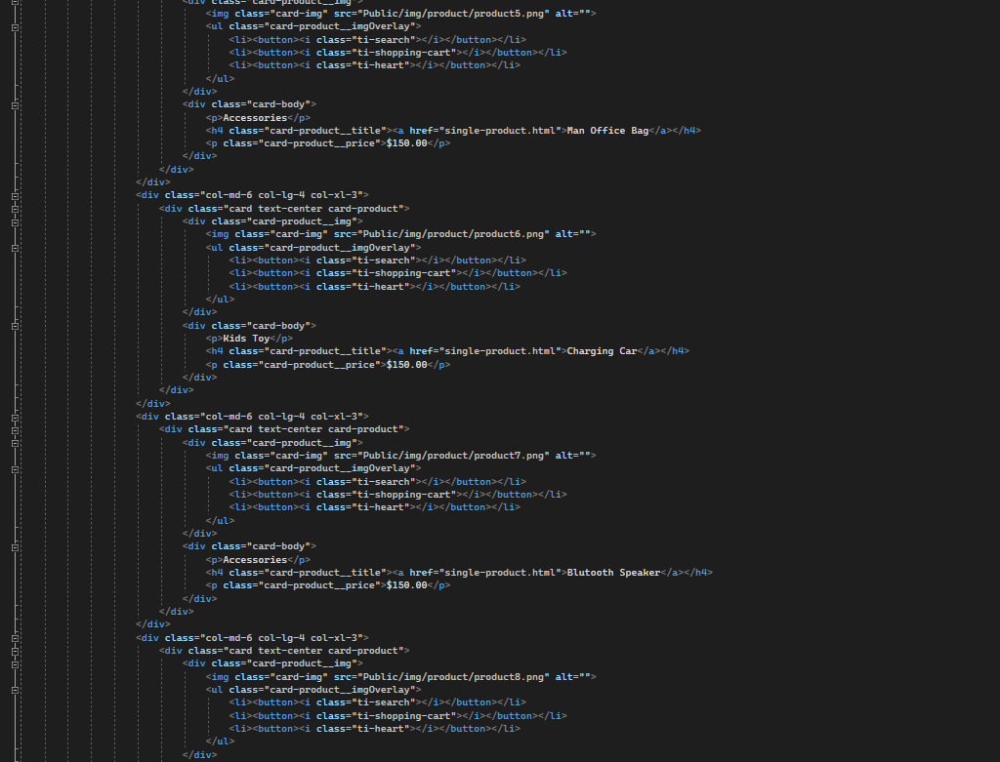 <div class="card-product__img">
<img class="card-img" src="Public/img/product/product5.png" alt="">
<ul class="card-product__imgOverlay">
<li><button><i class="ti-search"></i></button></li>
<li><button><i class="ti-shopping-cart"></i></button></li>
<li><button><i class="ti-heart"></i></button></li>
</ul>
</div>
<div class="card-body">
<p>Accessories</p>
<h4 class="card-product__title"><a href="single-product.html">Man Office Bag</a></h4>
<p class="card-product__price">$150.00</p>
</div>
</div>
</div>
<div class="col-md-6 col-lg-4 col-xl-3">
<div class="card text-center card-product">
<div class="card-product__img">
<img class="card-img" src="Public/img/product/product6.png" alt="">
<ul class="card-product__imgOverlay">
<li><button><i class="ti-search"></i></button></li>
<li><button><i class="ti-shopping-cart"></i></button></li>
<li><button><i class="ti-heart"></i></button></li>
</ul>
</div>
<div class="card-body">
<p>Kids Toy</p>
<h4 class="card-product__title"><a href="single-product.html">Charging Car</a></h4>
<p class="card-product__price">$150.00</p>
</div>
</div>
</div>
<div class="col-md-6 col-lg-4 col-xl-3">
<div class="card text-center card-product">
<div class="card-product__img">
<img class="card-img" src="Public/img/product/product7.png" alt="">
<ul class="card-product__imgOverlay">
<li><button><i class="ti-search"></i></button></li>
<li><button><i class="ti-shopping-cart"></i></button></li>
<li><button><i class="ti-heart"></i></button></li>
</ul>
</div>
<div class="card-body">
<p>Accessories</p>
<h4 class="card-product__title"><a href="single-product.html">Blutooth Speaker</a></h4>
<p class="card-product__price">$150.00</p>
</div>
</div>
</div>
<div class="col-md-6 col-lg-4 col-xl-3">
<div class="card text-center card-product">
<div class="card-product__img">
<img class="card-img" src="Public/img/product/product8.png" alt="">
<ul class="card-product__imgOverlay">
<li><button><i class="ti-search"></i></button></li>
<li><button><i class="ti-shopping-cart"></i></button></li>
<li><button><i class="ti-heart"></i></button></li>
</ul>
</div>